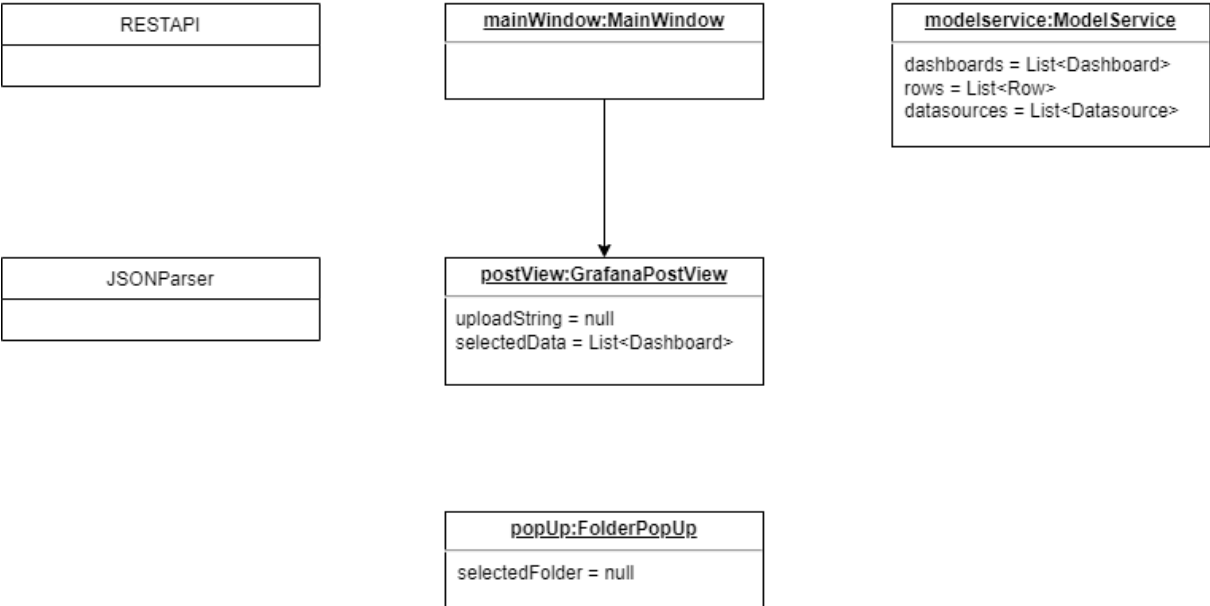 RESTAPI
mainWindow:MainWindow
modelservice:ModelService
dashboards = List<Dashboard>
rows = List<Row>
datasources = List<Datasource>
JSONParser
postView:GrafanaPostView
uploadString = null
selectedData = List<Dashboard>
popUp:FolderPopUp
selectedFolder = null